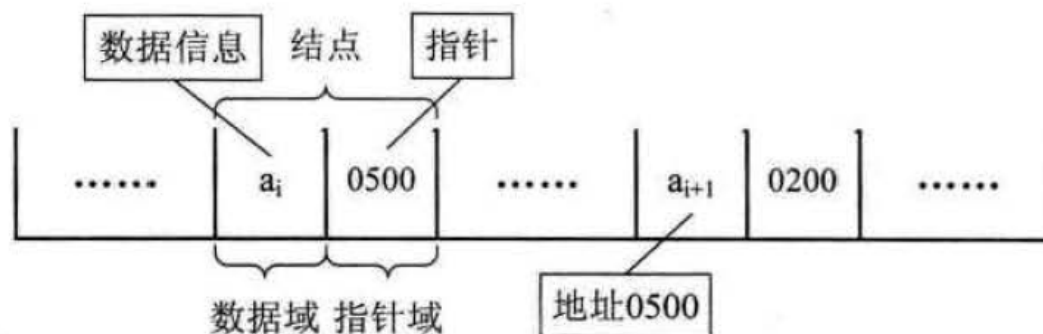 数据信息 结点 指针
…… aᵢ 0500 …… aᵢ₊₁ 0200 ……
数据域 指针域 地址0500